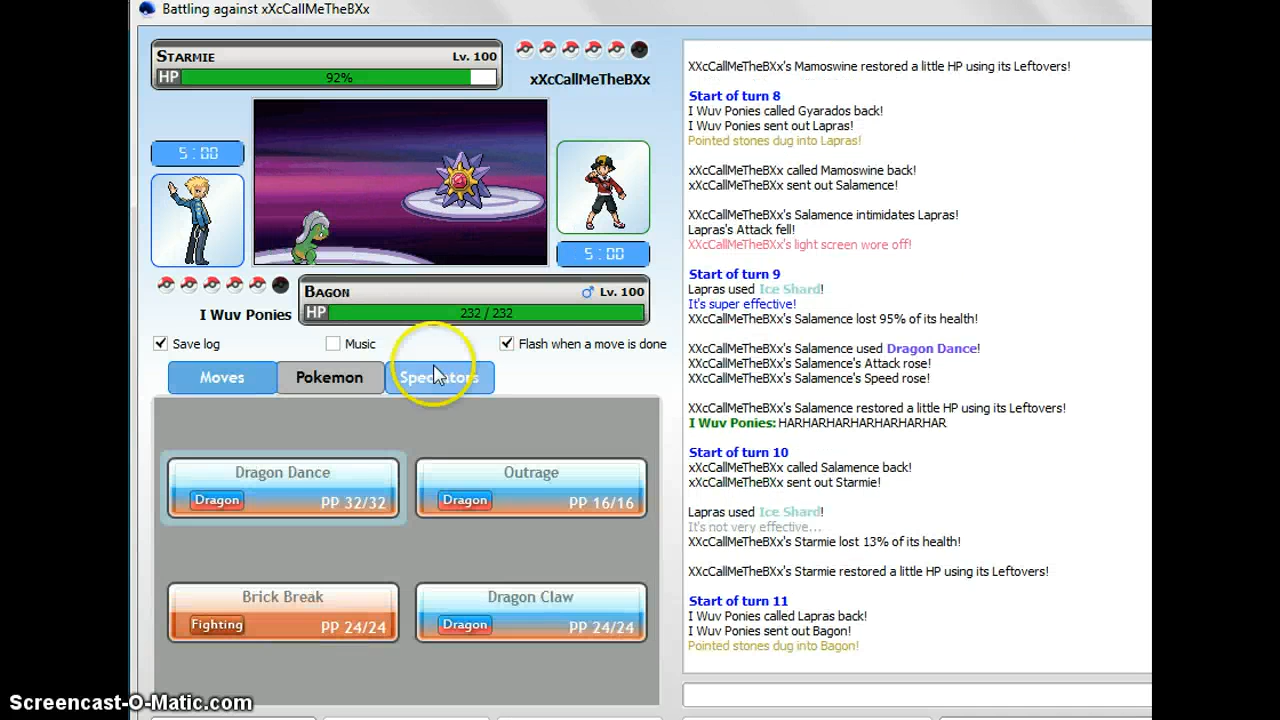 Battling against xXcCallMeTheBXx
STARMIE Lv. 100
HP 92%
xXcCallMeTheBXx
5:00
5:00
BAGON ♂ Lv. 100
HP 232 / 232
I Wuv Ponies
Save log
Music
Flash when a move is done
Moves
Pokemon
Spectators
Dragon Dance
Dragon PP 32/32
Outrage
Dragon PP 16/16
Brick Break
Fighting PP 24/24
Dragon Claw
Dragon PP 24/24
XXcCallMeTheBXx's Mamoswine restored a little HP using its Leftovers!
Start of turn 8
I Wuv Ponies called Gyarados back!
I Wuv Ponies sent out Lapras!
Pointed stones dug into Lapras!
xXcCallMeTheBXx called Mamoswine back!
xXcCallMeTheBXx sent out Salamence!
XXcCallMeTheBXx's Salamence intimidates Lapras!
Lapras's Attack fell!
XXcCallMeTheBXx's light screen wore off!
Start of turn 9
Lapras used Ice Shard!
It's super effective!
XXcCallMeTheBXx's Salamence lost 95% of its health!
XXcCallMeTheBXx's Salamence used Dragon Dance!
XXcCallMeTheBXx's Salamence's Attack rose!
XXcCallMeTheBXx's Salamence's Speed rose!
XXcCallMeTheBXx's Salamence restored a little HP using its Leftovers!
I Wuv Ponies: HARHARHARHARHARHARHAR
Start of turn 10
xXcCallMeTheBXx called Salamence back!
xXcCallMeTheBXx sent out Starmie!
Lapras used Ice Shard!
It's not very effective...
XXcCallMeTheBXx's Starmie lost 13% of its health!
XXcCallMeTheBXx's Starmie restored a little HP using its Leftovers!
Start of turn 11
I Wuv Ponies called Lapras back!
I Wuv Ponies sent out Bagon!
Pointed stones dug into Bagon!
Screencast-O-Matic.com